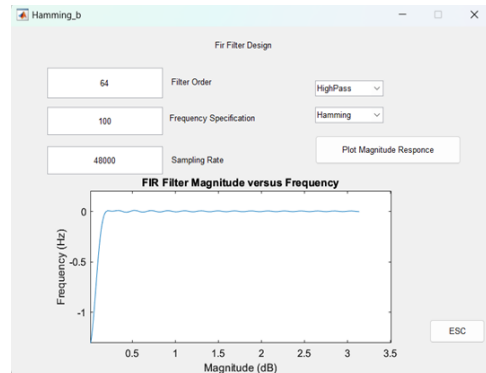 Hamming_b
Fir Filter Design
64 Filter Order
HighPass
100 Frequency Specification
Hamming
48000 Sampling Rate
Plot Magnitude Responce
FIR Filter Magnitude versus Frequency
0
-0.5
-1
Frequency (Hz)
0.5 1 1.5 2 2.5 3 3.5
Magnitude (dB)
ESC